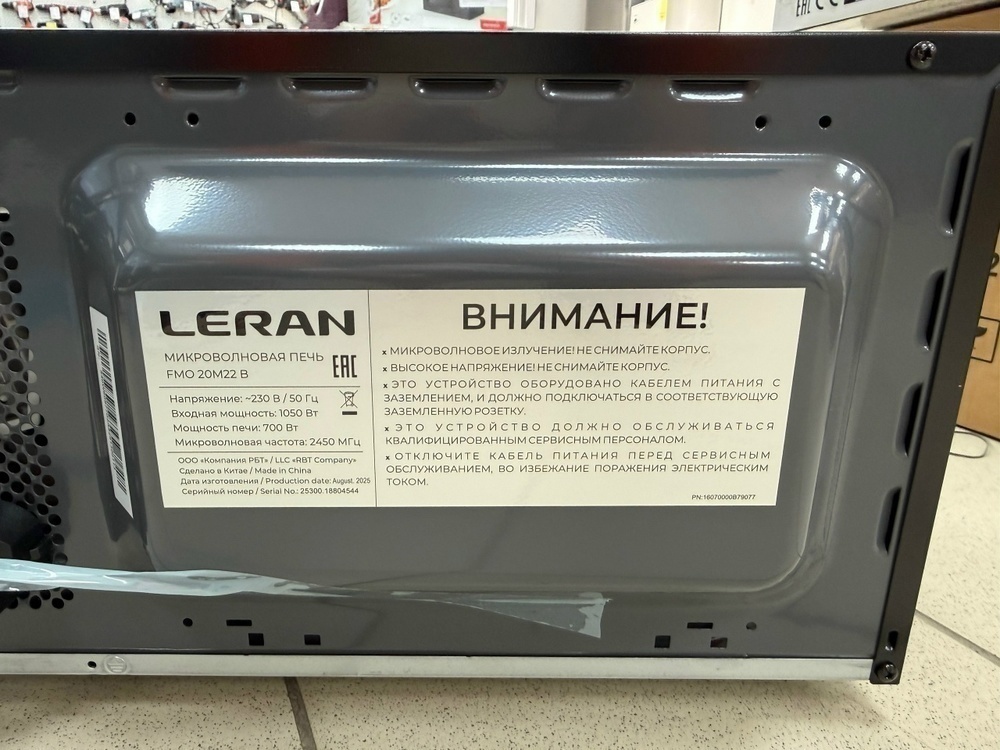 LERAN
МИКРОВОЛНОВАЯ ПЕЧЬ
FMO 20M22 B
EAC
Напряжение: ~230 В / 50 Гц
Входная мощность: 1050 Вт
Мощность печи: 700 Вт
Микроволновая частота: 2450 МГц
ООО «Компания РБТ» / LLC «RBT Company»
Сделано в Китае / Made in China
Дата изготовления / Production date: August, 2025
Серийный номер / Serial No.: 25300.18804544
ВНИМАНИЕ!
x МИКРОВОЛНОВОЕ ИЗЛУЧЕНИЕ! НЕ СНИМАЙТЕ КОРПУС.
x ВЫСОКОЕ НАПРЯЖЕНИЕ! НЕ СНИМАЙТЕ КОРПУС.
x ЭТО УСТРОЙСТВО ОБОРУДОВАНО КАБЕЛЕМ ПИТАНИЯ С
ЗАЗЕМЛЕНИЕМ, И ДОЛЖНО ПОДКЛЮЧАТЬСЯ В СООТВЕТСТВУЮЩУЮ
ЗАЗЕМЛЕННУЮ РОЗЕТКУ.
x ЭТО УСТРОЙСТВО ДОЛЖНО ОБСЛУЖИВАТЬСЯ
КВАЛИФИЦИРОВАННЫМ СЕРВИСНЫМ ПЕРСОНАЛОМ.
x ОТКЛЮЧИТЕ КАБЕЛЬ ПИТАНИЯ ПЕРЕД СЕРВИСНЫМ
ОБСЛУЖИВАНИЕМ, ВО ИЗБЕЖАНИЕ ПОРАЖЕНИЯ ЭЛЕКТРИЧЕСКИМ
ТОКОМ.
PN:16070000B79077